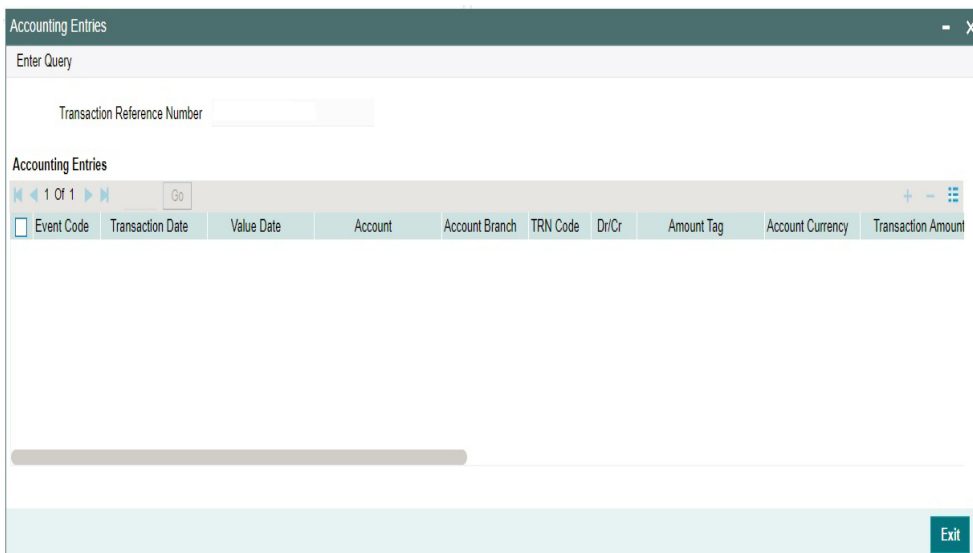 Accounting Entries
Enter Query
Transaction Reference Number
Accounting Entries
1 Of 1 Go
Event Code Transaction Date Value Date Account Account Branch TRN Code Dr/Cr Amount Tag Account Currency Transaction Amount
Exit